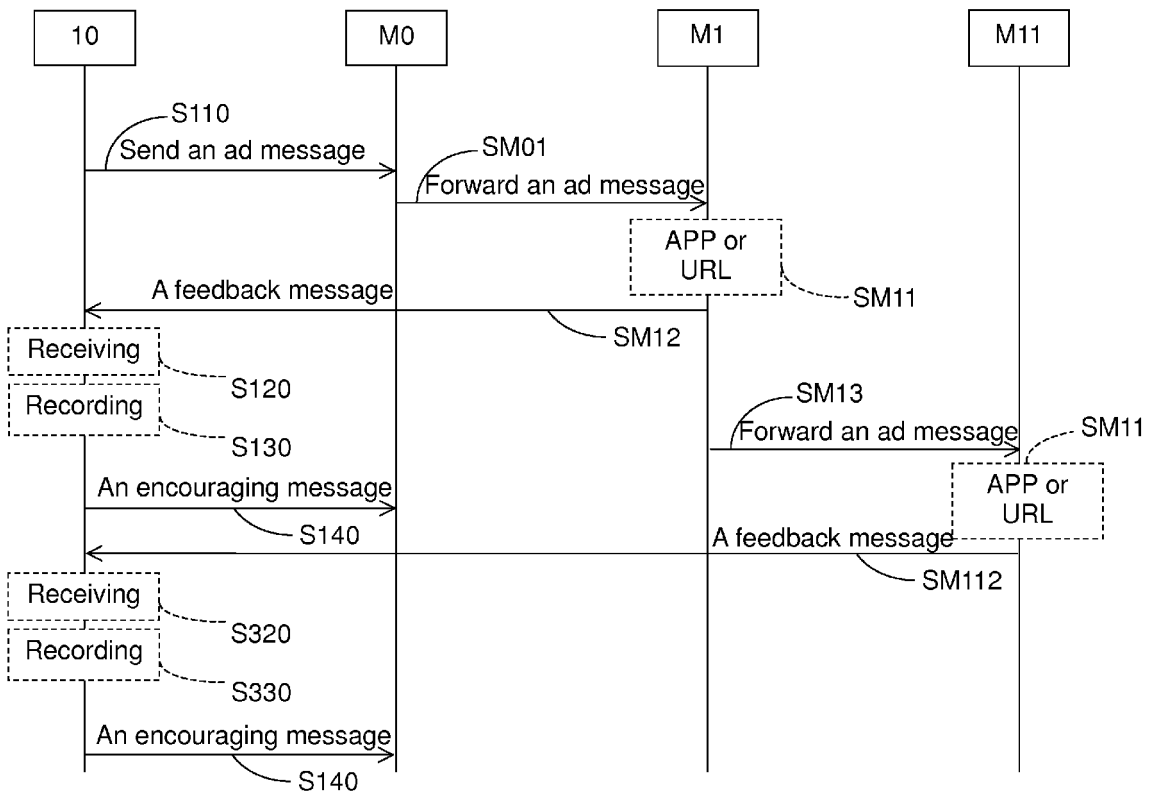 10
M0
M1
M11
S110
Send an ad message
SM01
Forward an ad message
APP or
URL
SM11
A feedback message
SM12
Receiving
S120
Recording
S130
SM13
Forward an ad message
SM11
APP or
URL
An encouraging message
S140
A feedback message
SM112
Receiving
S320
Recording
S330
An encouraging message
S140